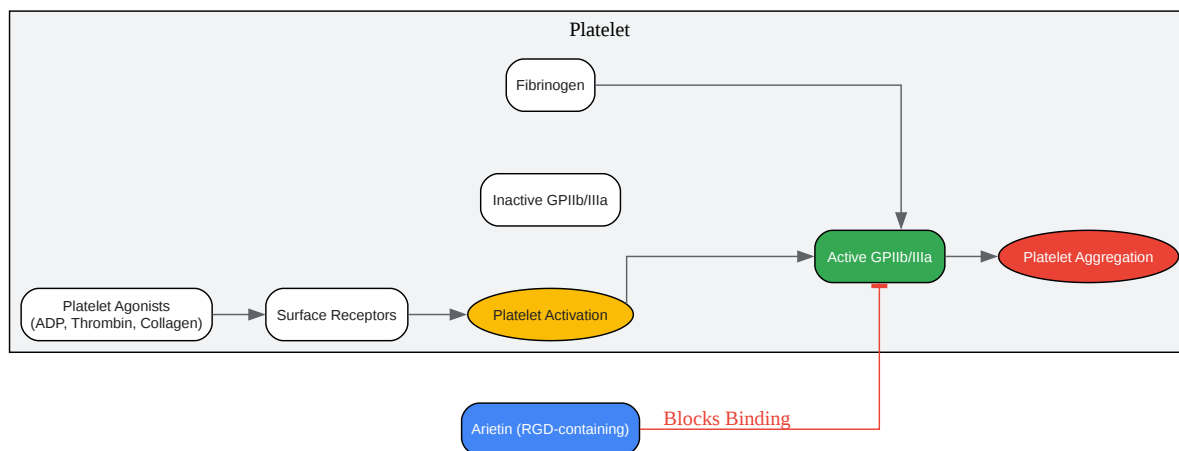 Platelet
Fibrinogen
Inactive GPIIb/IIIa
Active GPIIb/IIIa
Platelet Aggregation
Platelet Agonists
(ADP, Thrombin, Collagen)
Surface Receptors
Platelet Activation
Blocks Binding
Arietin (RGD-containing)